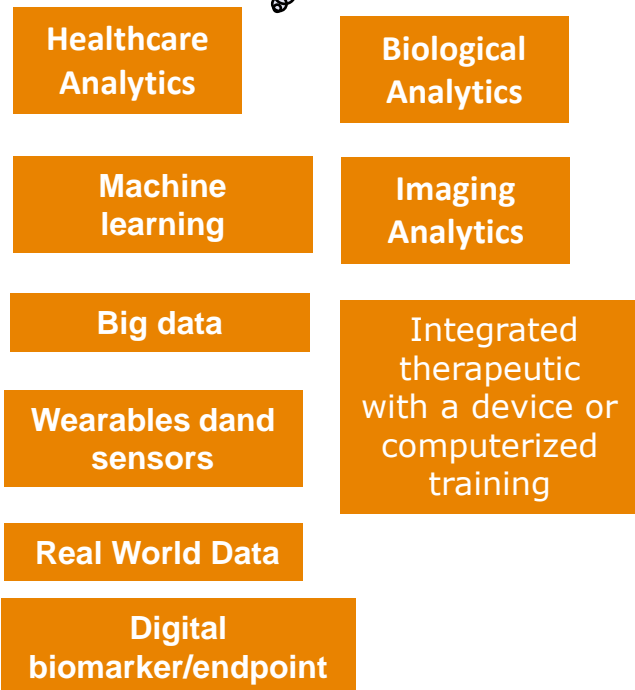 Healthcare
Analytics
Biological
Analytics
Machine
learning
Imaging
Analytics
Big data
Integrated
therapeutic
with a device or
computerized
training
Wearables dand
sensors
Real World Data
Digital
biomarker/endpoint